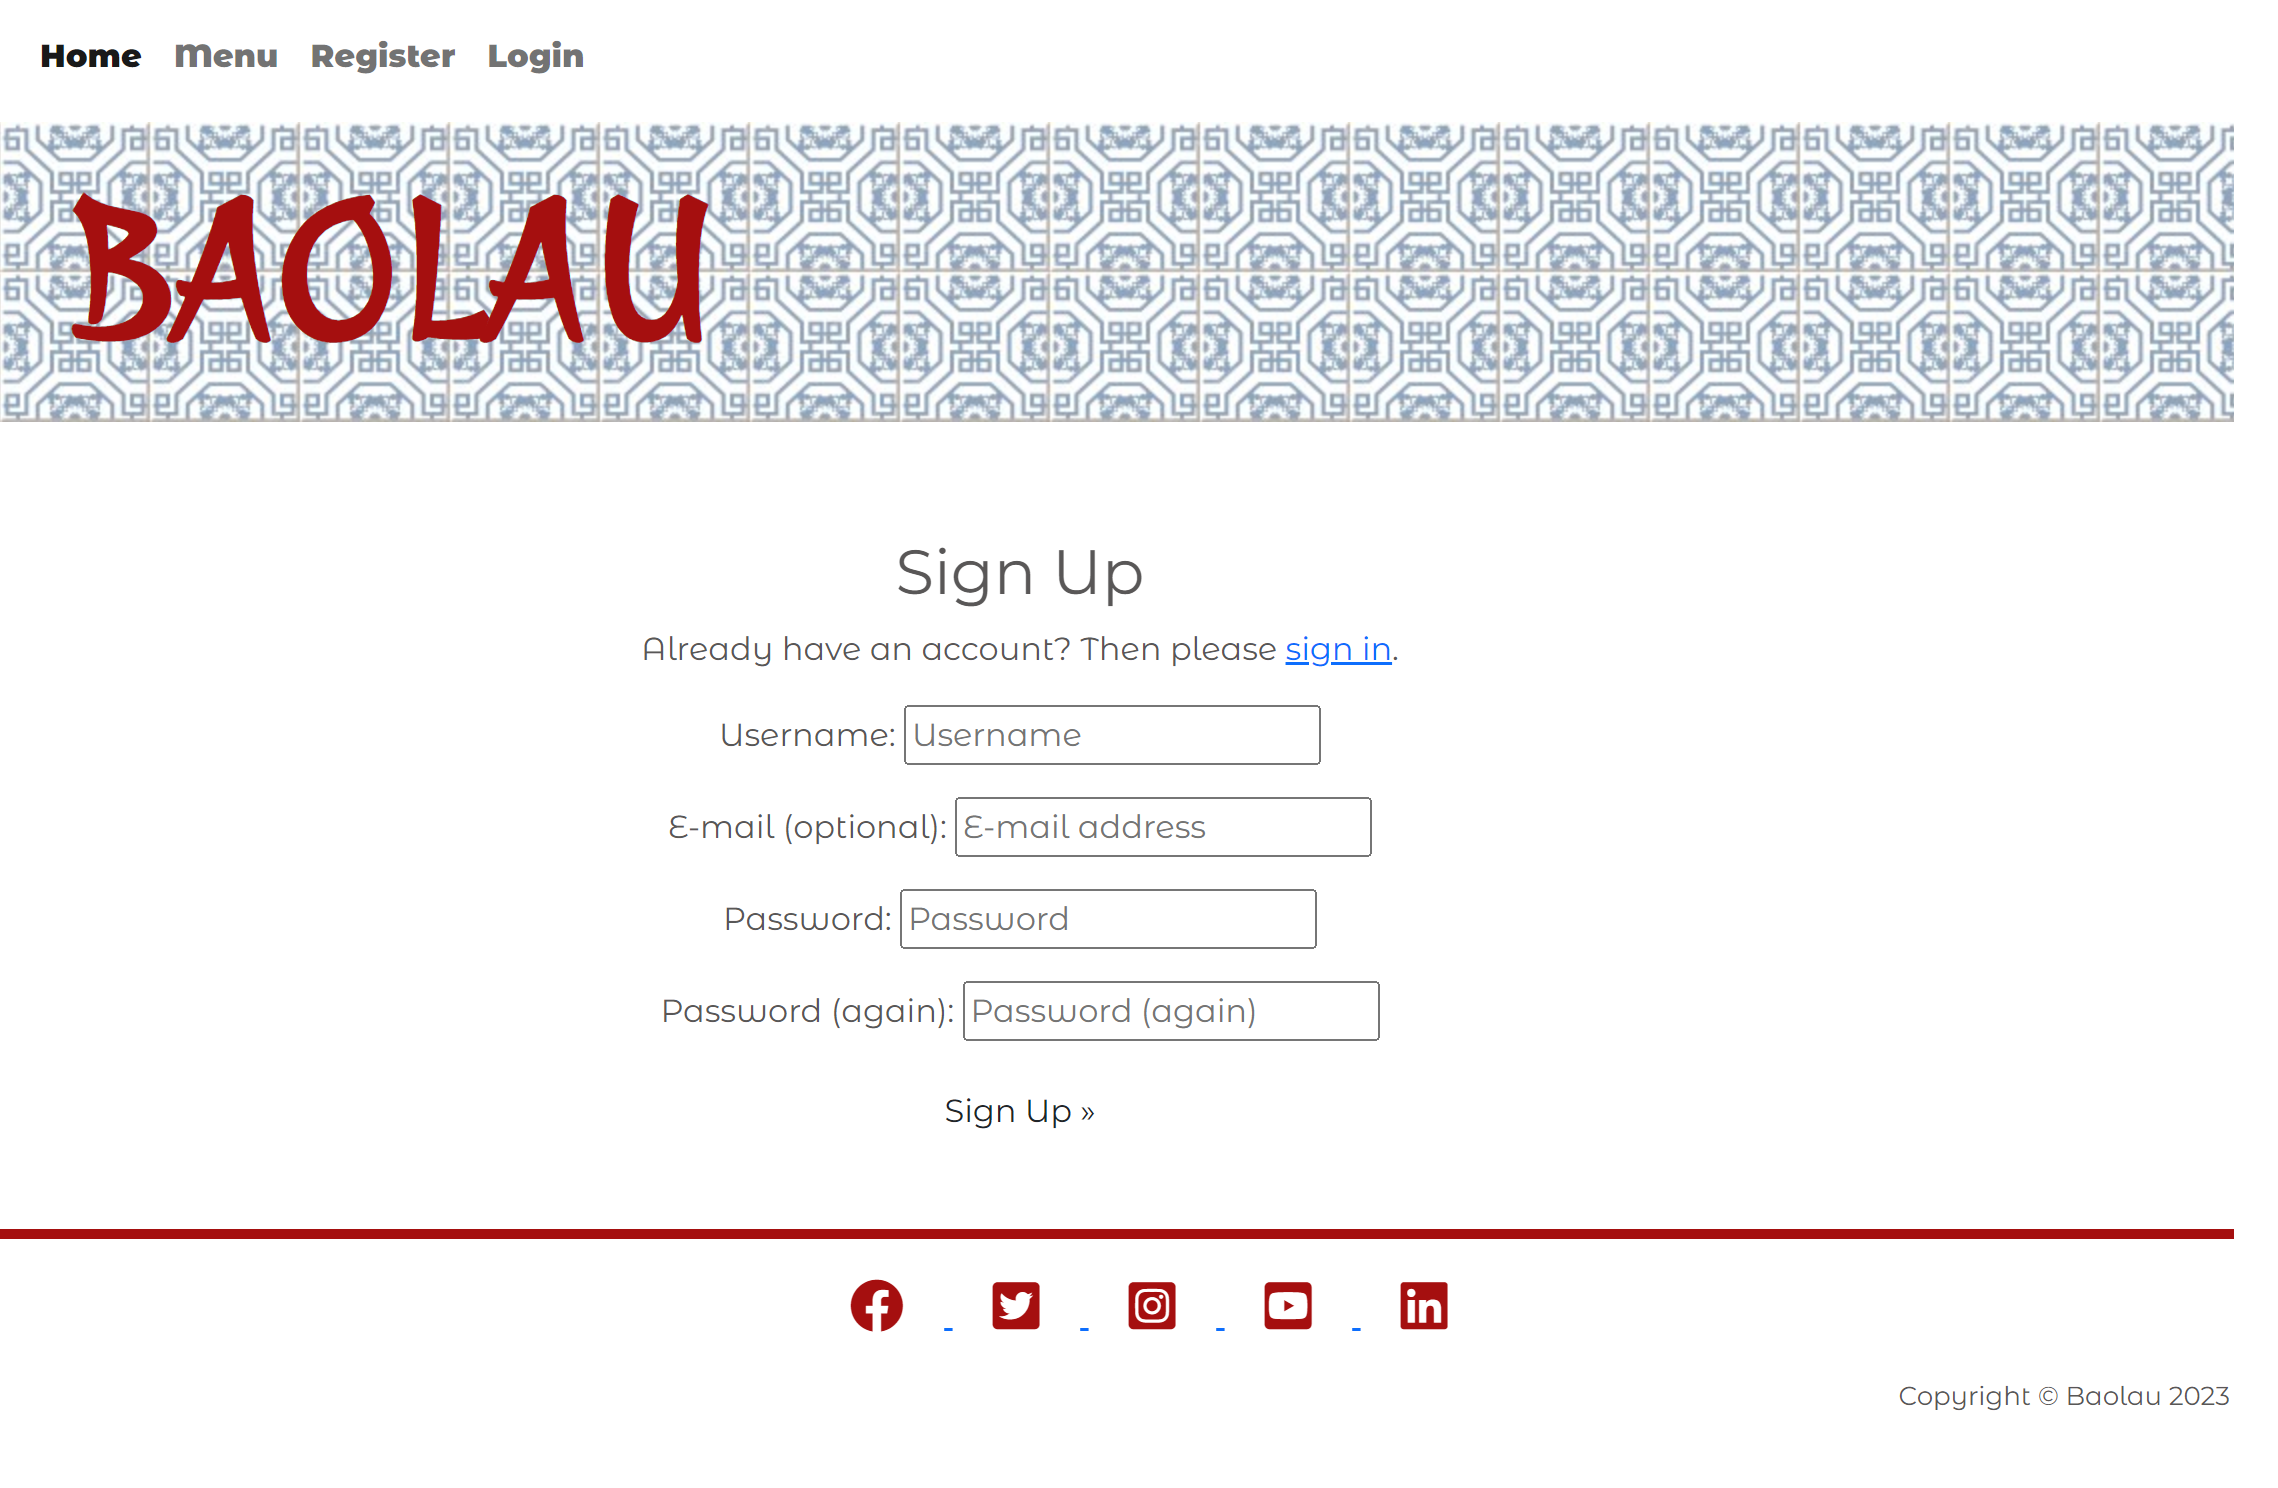 Home Menu Register Login
BAOLAU
Sign Up
Already have an account? Then please sign in.
Username: Username
E-mail (optional): E-mail address
Password: Password
Password (again): Password (again)
Sign Up »
Copyright © Baolau 2023